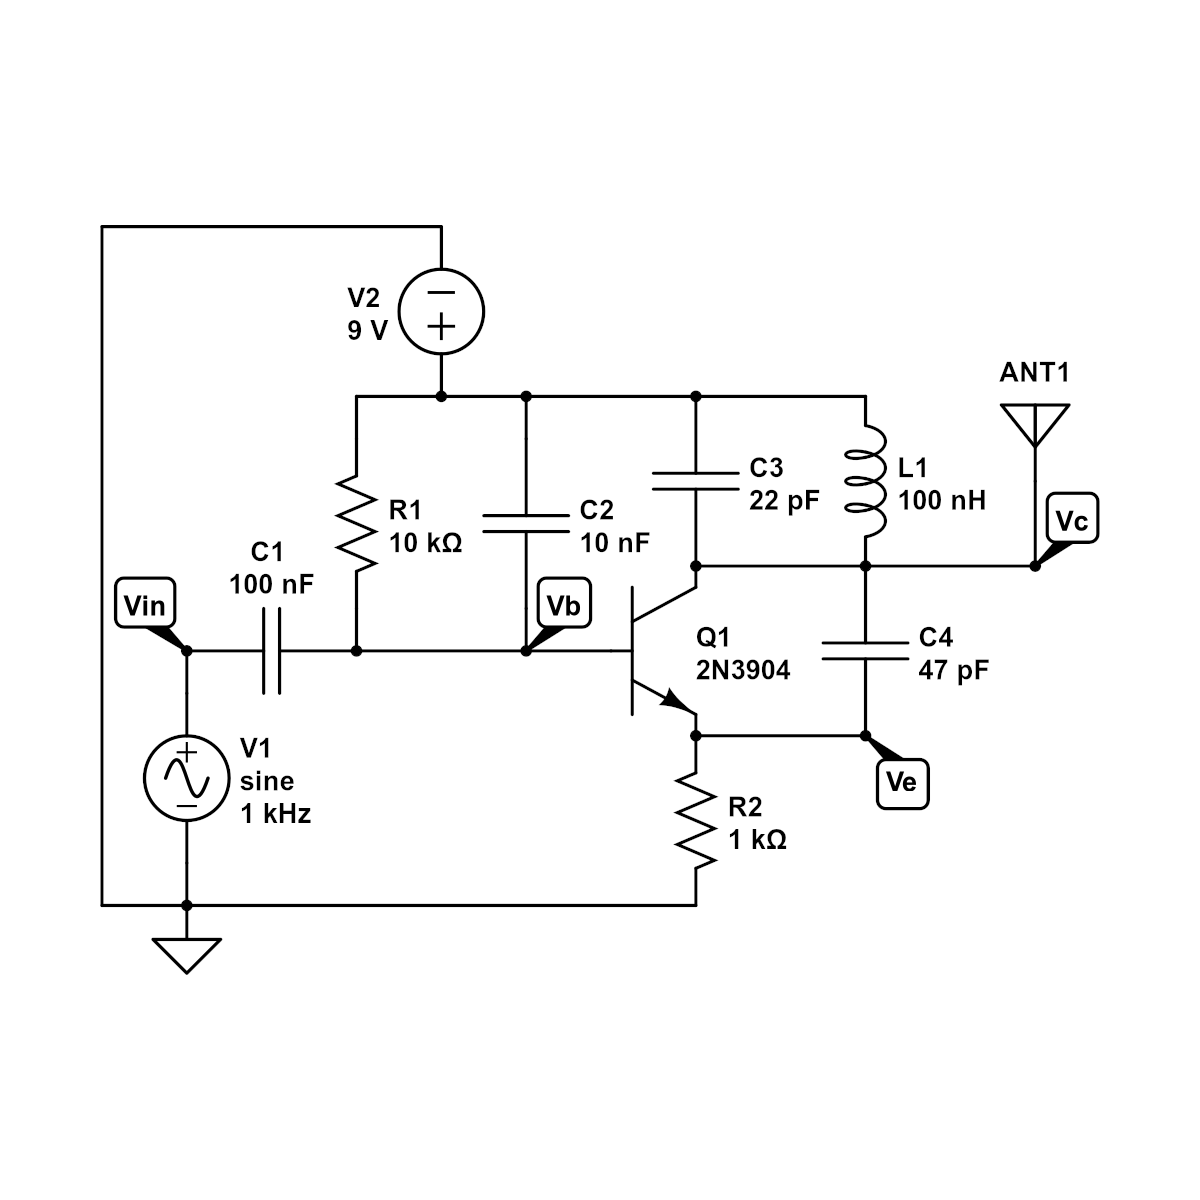 V2
9 V
ANT1
R1
10 kΩ
C2
10 nF
C3
22 pF
L1
100 nH
Vc
C1
100 nF
Vin
Vb
Q1
2N3904
C4
47 pF
V1
sine
1 kHz
Ve
R2
1 kΩ